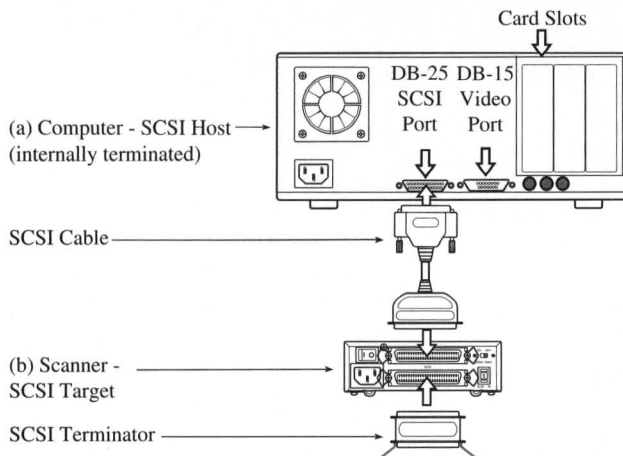 Card Slots
DB-25 DB-15
SCSI Video
Port Port
(a) Computer - SCSI Host
(internally terminated)
SCSI Cable
(b) Scanner -
SCSI Target
SCSI Terminator